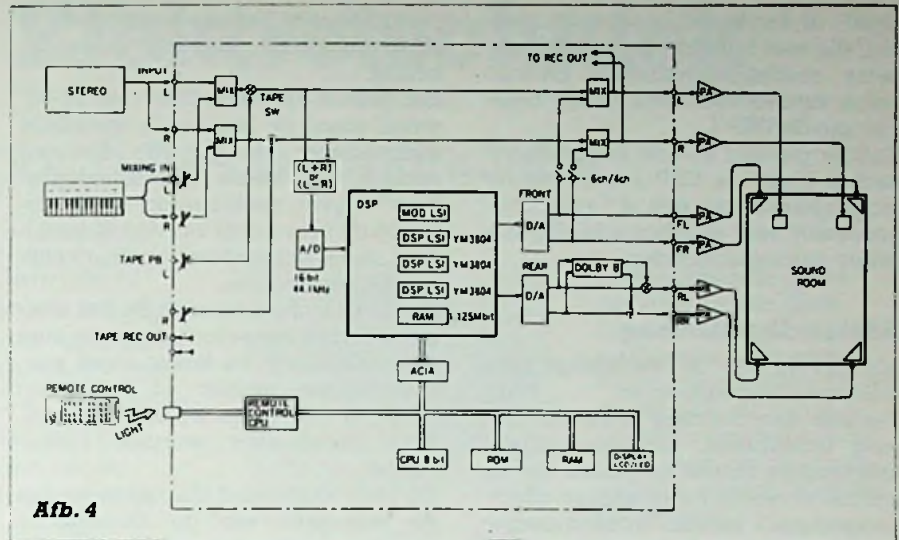 TO REC OUT
INPUT
STEREO
L
MIX
TAPE
SW
MIX
L
PA
R
MIX
MIX
R
PA
MIXING IN
L
(L+R)
or
(L-R)
6ch/4ch
DSP
FRONT
MOD LSI
D/A
FL
PA
R
A/D
DSP LSI YM3804
FR
PA
TAPE PB
L
16 bit
44.1kHz
DSP LSI YM3804
REAR
DOLBY B
SOUND
ROOM
DSP LSI YM3804
D/A
RL
PA
R
RAM
RR
PA
TAPE REC OUT
ACIA
REMOTE CONTROL
LIGHT
REMOTE
CONTROL
CPU
CPU 8 bit
ROM
RAM
DISPLAY
LCD/LED
Afb. 4